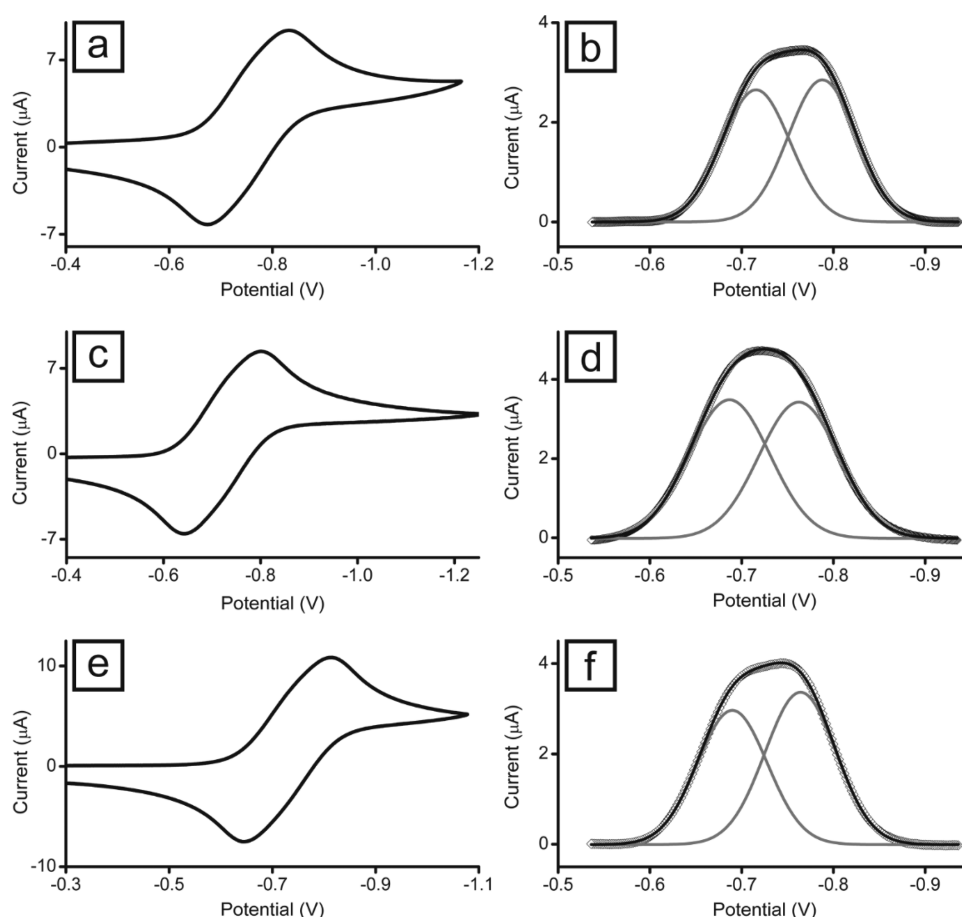 a
7
0
-7
Current (μA)
-0.4 -0.6 -0.8 -1.0 -1.2
Potential (V)
b
4
2
0
Current (μA)
-0.5 -0.6 -0.7 -0.8 -0.9
Potential (V)
c
7
0
-7
Current (μA)
-0.4 -0.6 -0.8 -1.0 -1.2
Potential (V)
d
4
2
0
Current (μA)
-0.5 -0.6 -0.7 -0.8 -0.9
Potential (V)
e
10
0
-10
Current (μA)
-0.3 -0.5 -0.7 -0.9 -1.1
Potential (V)
f
4
2
0
Current (μA)
-0.5 -0.6 -0.7 -0.8 -0.9
Potential (V)